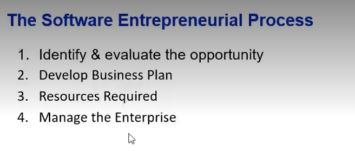 The Software Entrepreneurial Process
1. Identify & evaluate the opportunity
2. Develop Business Plan
3. Resources Required
4. Manage the Enterprise